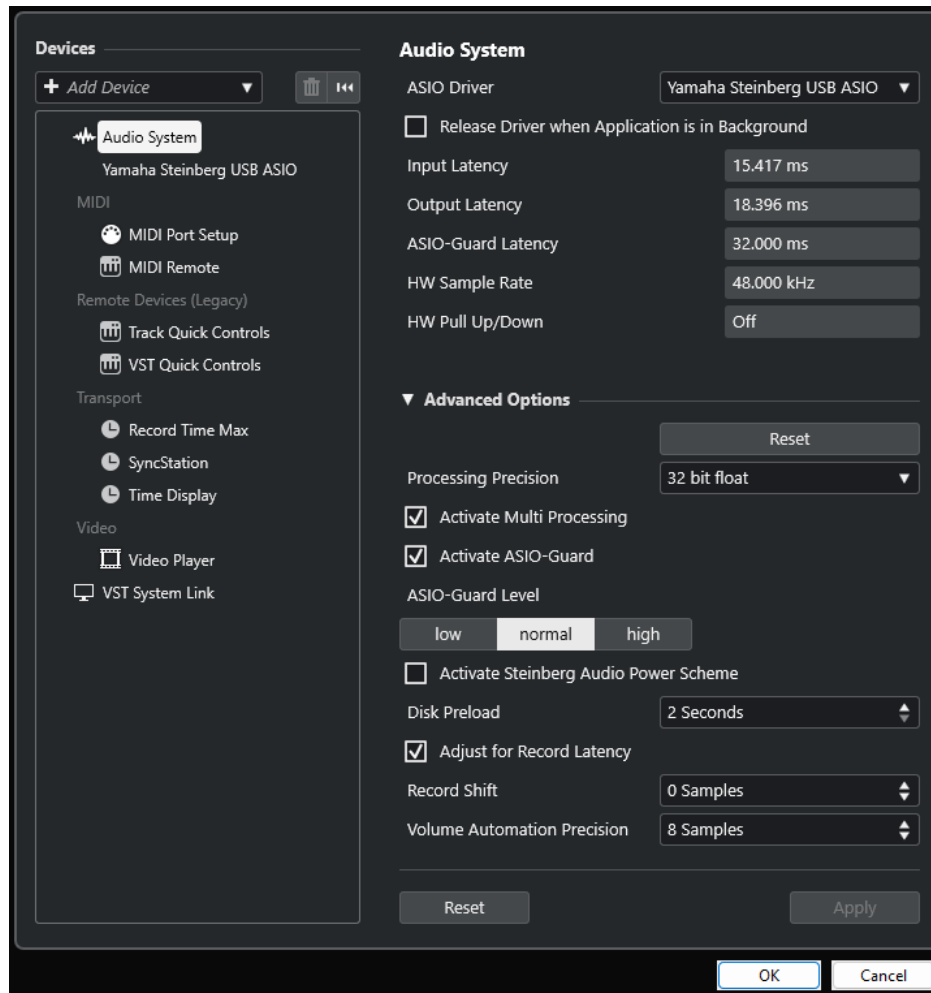 Devices
Add Device
Audio System
Yamaha Steinberg USB ASIO
MIDI
MIDI Port Setup
MIDI Remote
Remote Devices (Legacy)
Track Quick Controls
VST Quick Controls
Transport
Record Time Max
SyncStation
Time Display
Video
Video Player
VST System Link
Audio System
ASIO Driver Yamaha Steinberg USB ASIO
Release Driver when Application is in Background
Input Latency 15.417 ms
Output Latency 18.396 ms
ASIO-Guard Latency 32.000 ms
HW Sample Rate 48.000 kHz
HW Pull Up/Down Off
Advanced Options
Reset
Processing Precision 32 bit float
Activate Multi Processing
Activate ASIO-Guard
ASIO-Guard Level
low normal high
Activate Steinberg Audio Power Scheme
Disk Preload 2 Seconds
Adjust for Record Latency
Record Shift 0 Samples
Volume Automation Precision 8 Samples
Reset Apply
OK Cancel